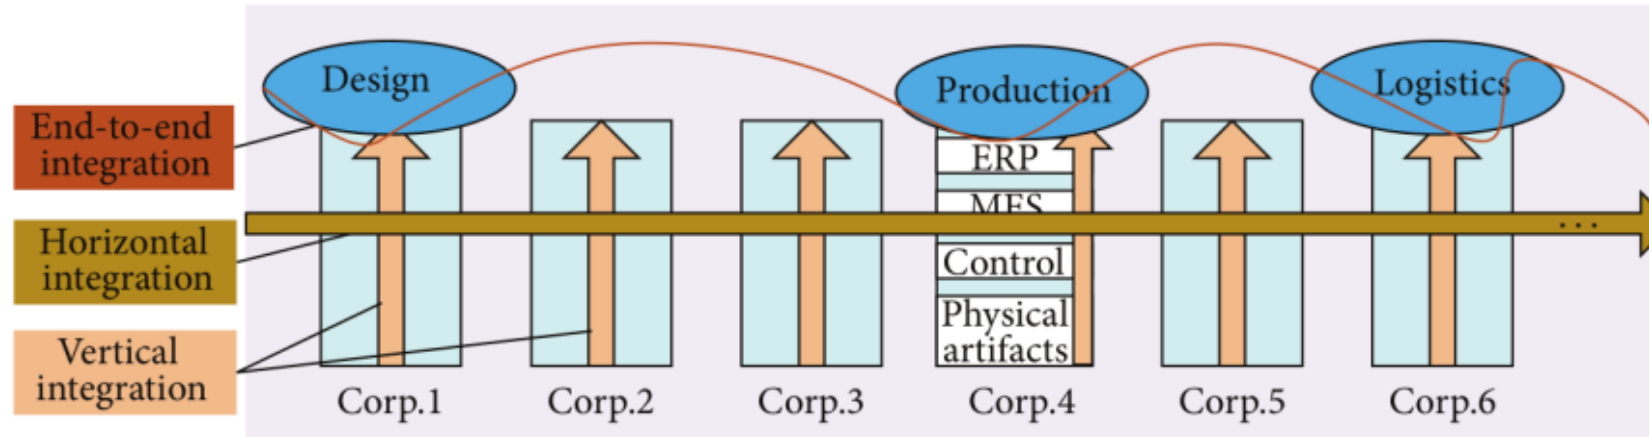 Design
Production
Logistics
End-to-end
integration
ERP
MES
Horizontal
integration
...
Control
Physical
artifacts
Vertical
integration
Corp.1
Corp.2
Corp.3
Corp.4
Corp.5
Corp.6